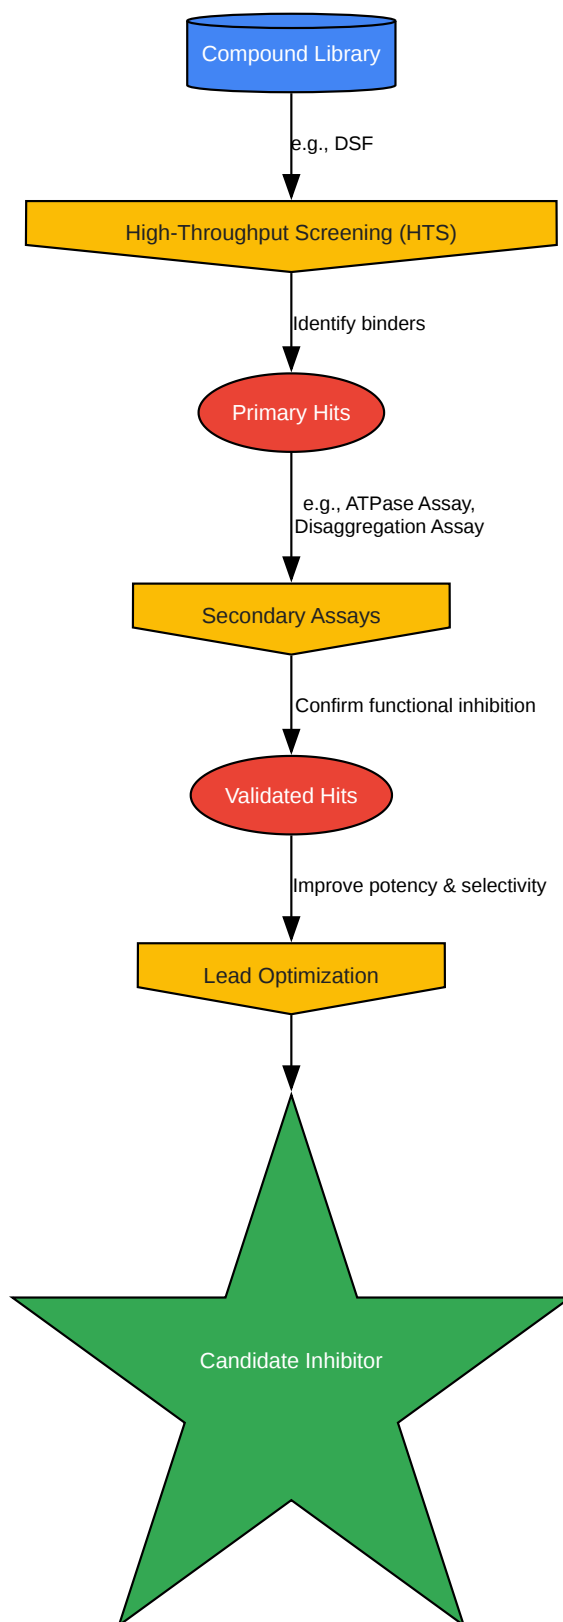 Compound Library
e.g., DSF
High-Throughput Screening (HTS)
Identify binders
Primary Hits
e.g., ATPase Assay,
Disaggregation Assay
Secondary Assays
Confirm functional inhibition
Validated Hits
Improve potency & selectivity
Lead Optimization
Candidate Inhibitor